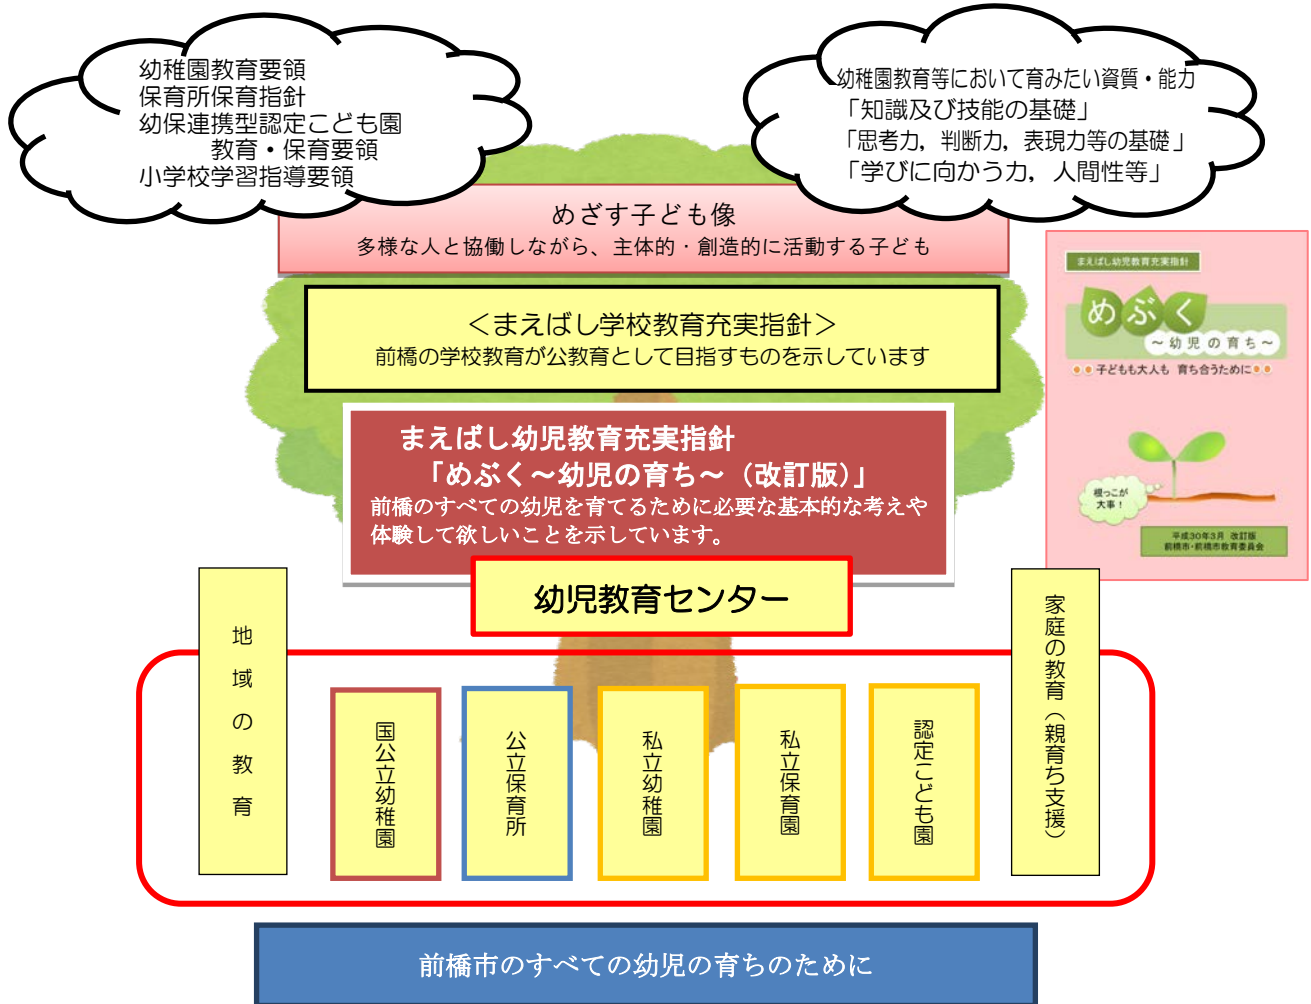 幼稚園教育要領
保育所保育指針
幼保連携型認定こども園
教育・保育要領
小学校学習指導要領
幼稚園教育等において育みたい資質・能力
「知識及び技能の基礎」
「思考力，判断力，表現力等の基礎」
「学びに向かう力，人間性等」
めざす子ども像
多様な人と協働しながら、主体的・創造的に活動する子ども
＜まえばし学校教育充実指針＞
前橋の学校教育が公教育として目指すものを示しています
まえばし幼児教育充実指針
「めぶく～幼児の育ち～（改訂版）」
前橋のすべての幼児を育てるために必要な基本的な考えや
体験して欲しいことを示しています。
まえばし幼児教育充実指針
めぶく
～幼児の育ち～
子どもも大人も 育ち合うために
根っこが
大事！
平成30年3月 改訂版
前橋市・前橋市教育委員会
幼児教育センター
地域の教育
国公立幼稚園
公立保育所
私立幼稚園
私立保育園
認定こども園
家庭の教育（親育ち支援）
前橋市のすべての幼児の育ちのために